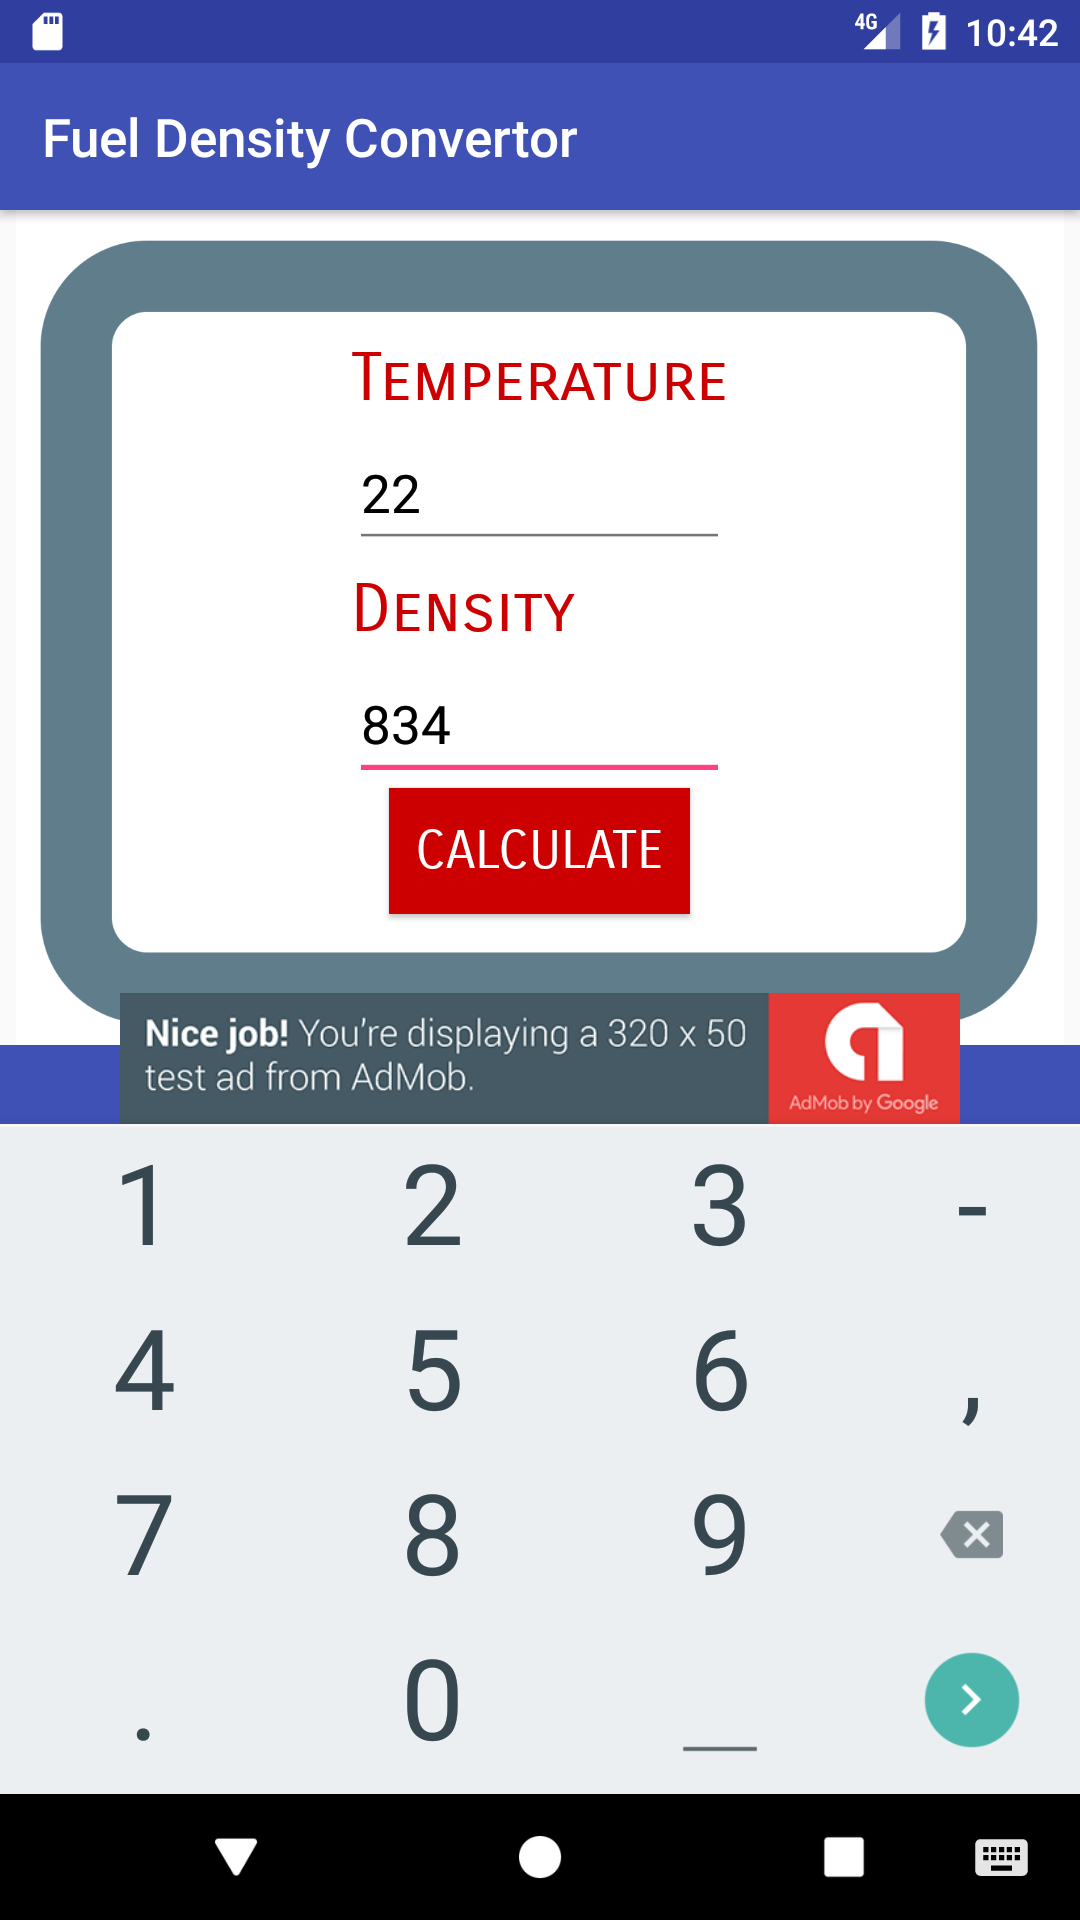 4G 10:42
Fuel Density Convertor
Temperature
22
Density
834
CALCULATE
Nice job! You're displaying a 320 x 50
test ad from AdMob.
AdMob by Google
1 2 3 -
4 5 6 ,
7 8 9
. 0 _